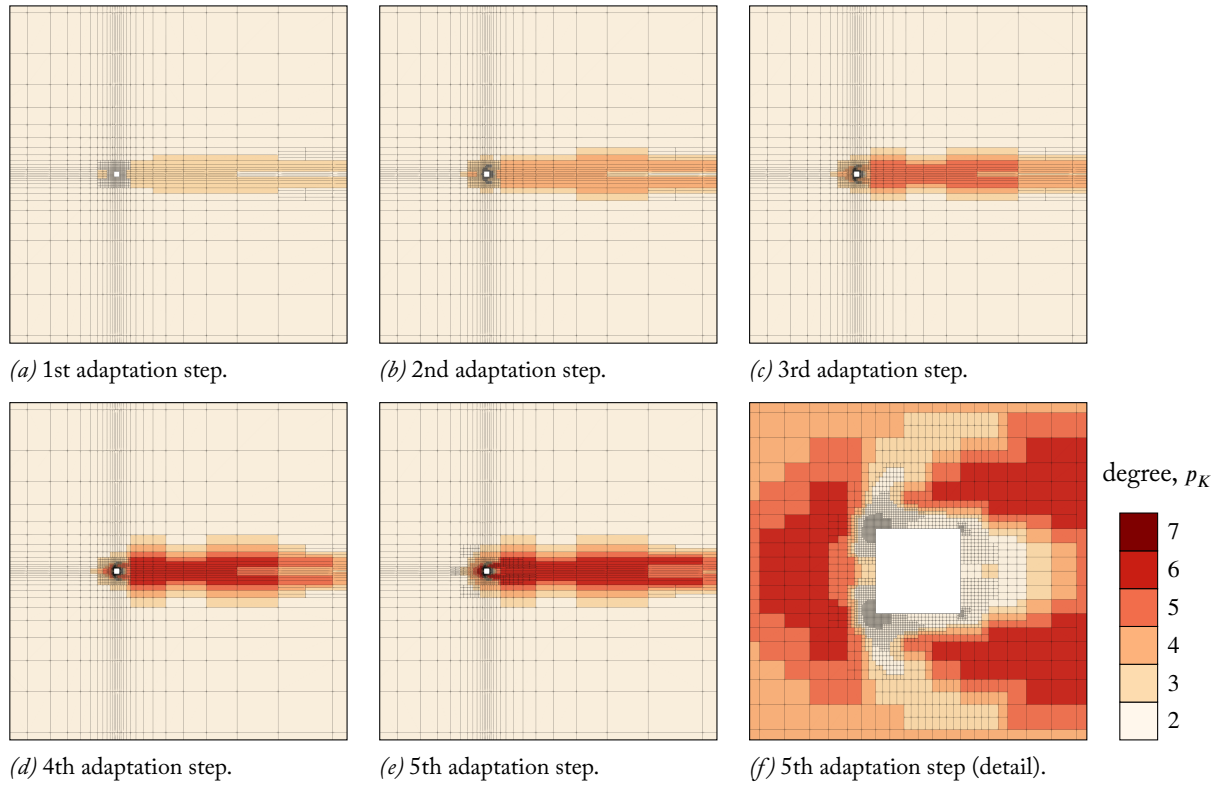 (a) 1st adaptation step.
(b) 2nd adaptation step.
(c) 3rd adaptation step.
degree, pK
7
6
5
4
3
2
(d) 4th adaptation step.
(e) 5th adaptation step.
(f) 5th adaptation step (detail).